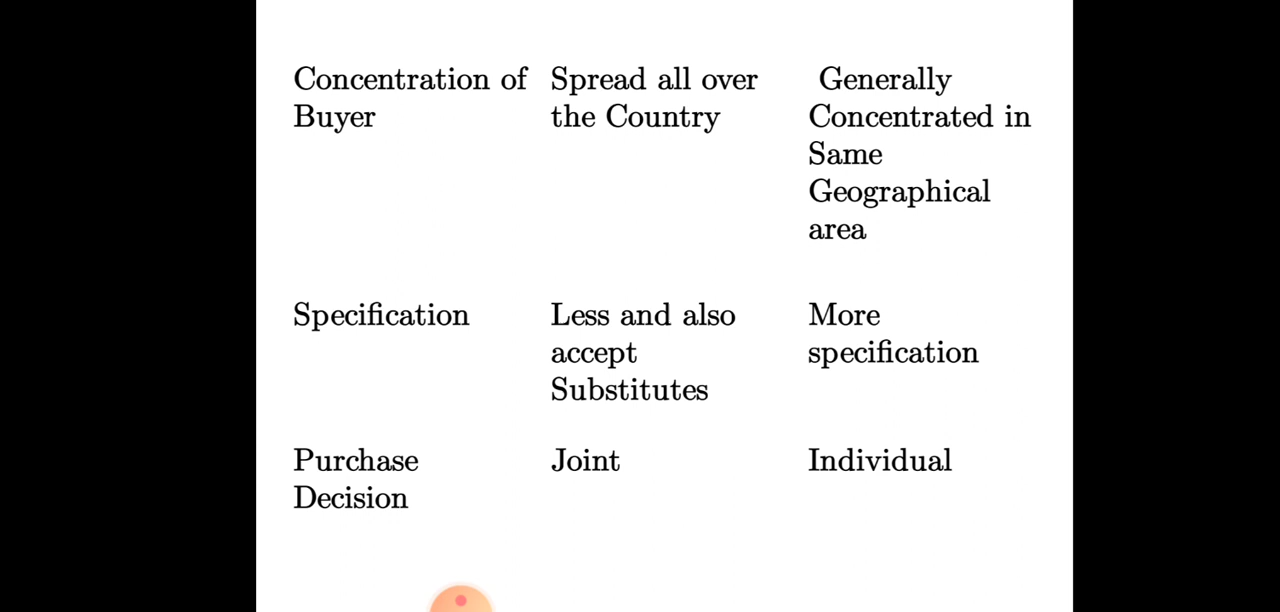 Concentration of Spread all over Generally
Buyer the Country Concentrated in
Same
Geographical
area
Specification Less and also More
accept specification
Substitutes
Purchase Joint Individual
Decision